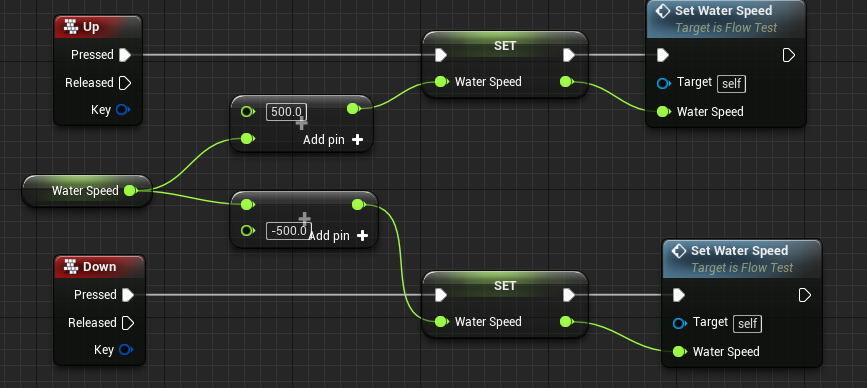 Up
Pressed
Released
Key
SET
Water Speed
Set Water Speed
Target is Flow Test
Target self
Water Speed
500.0
Add pin
Water Speed
-500.0
Add pin
Down
Pressed
Released
Key
SET
Water Speed
Set Water Speed
Target is Flow Test
Target self
Water Speed